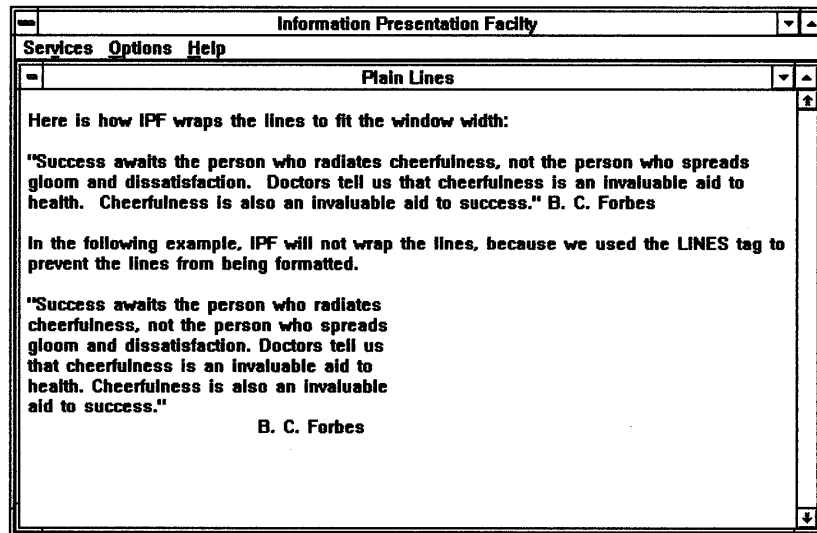 Information Presentation Facilty
Services Options Help
Plain Lines
Here is how IPF wraps the lines to fit the window width:
"Success awaits the person who radiates cheerfulness, not the person who spreads
gloom and dissatisfaction.  Doctors tell us that cheerfulness is an invaluable aid to
health.  Cheerfulness is also an invaluable aid to success." B. C. Forbes
In the following example, IPF will not wrap the lines, because we used the LINES tag to
prevent the lines from being formatted.
"Success awaits the person who radiates
cheerfulness, not the person who spreads
gloom and dissatisfaction. Doctors tell us
that cheerfulness is an invaluable aid to
health. Cheerfulness is also an invaluable
aid to success."
B. C. Forbes